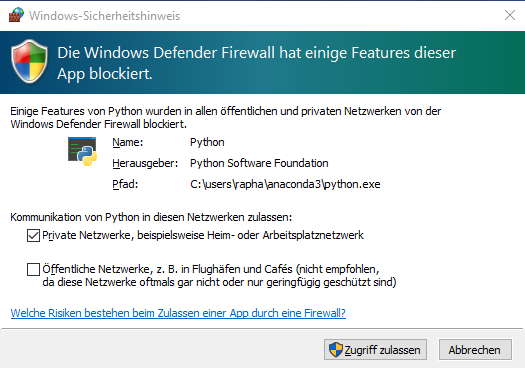 Windows-Sicherheitshinweis
Die Windows Defender Firewall hat einige Features dieser
App blockiert.
Einige Features von Python wurden in allen öffentlichen und privaten Netzwerken von der
Windows Defender Firewall blockiert.
Name: Python
Herausgeber: Python Software Foundation
Pfad: C:\users\rapha\anaconda3\python.exe
Kommunikation von Python in diesen Netzwerken zulassen:
Private Netzwerke, beispielsweise Heim- oder Arbeitsplatznetzwerk
Öffentliche Netzwerke, z. B. in Flughäfen und Cafés (nicht empfohlen,
da diese Netzwerke oftmals gar nicht oder nur geringfügig geschützt sind)
Welche Risiken bestehen beim Zulassen einer App durch eine Firewall?
Zugriff zulassen Abbrechen